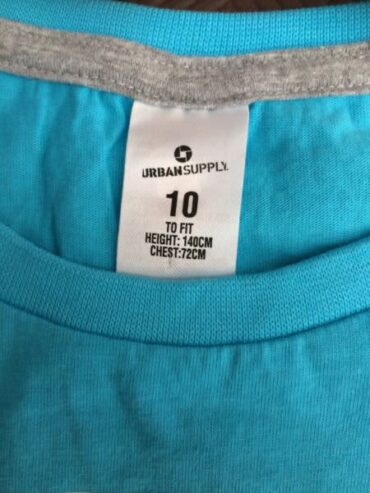 URBANSUPPLY.
10
TO FIT
HEIGHT: 140CM
CHEST:72CM